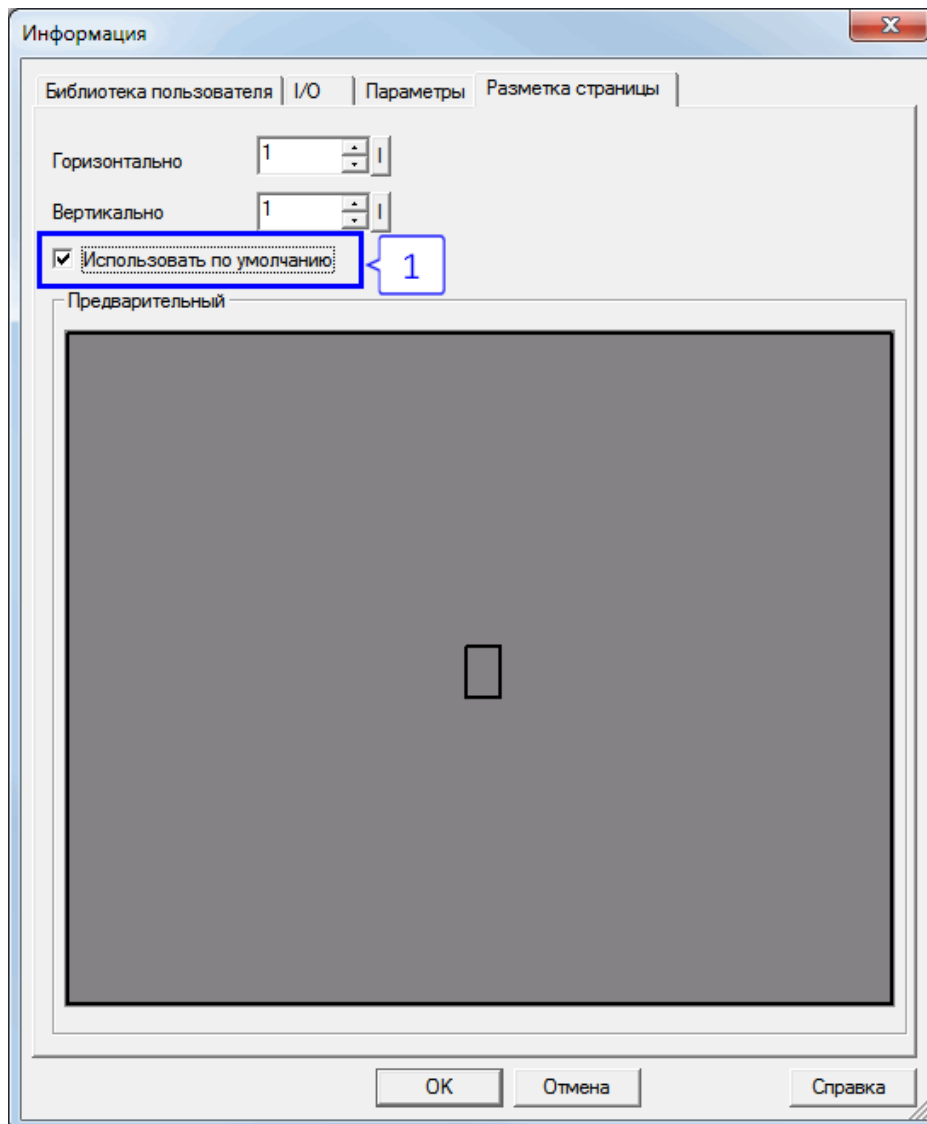 Информация
Библиотека пользователя I/O Параметры Разметка страницы
Горизонтально 1 I
Вертикально 1 I
Использовать по умолчанию 1
Предварительный
OK Отмена Справка